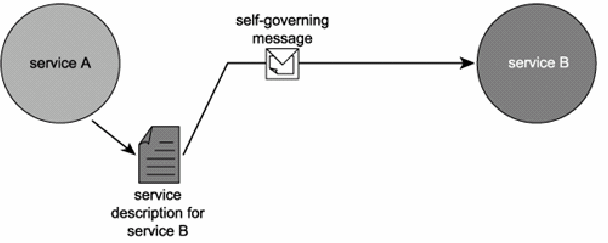 self-governing
message
service A
service B
service
description for
service B